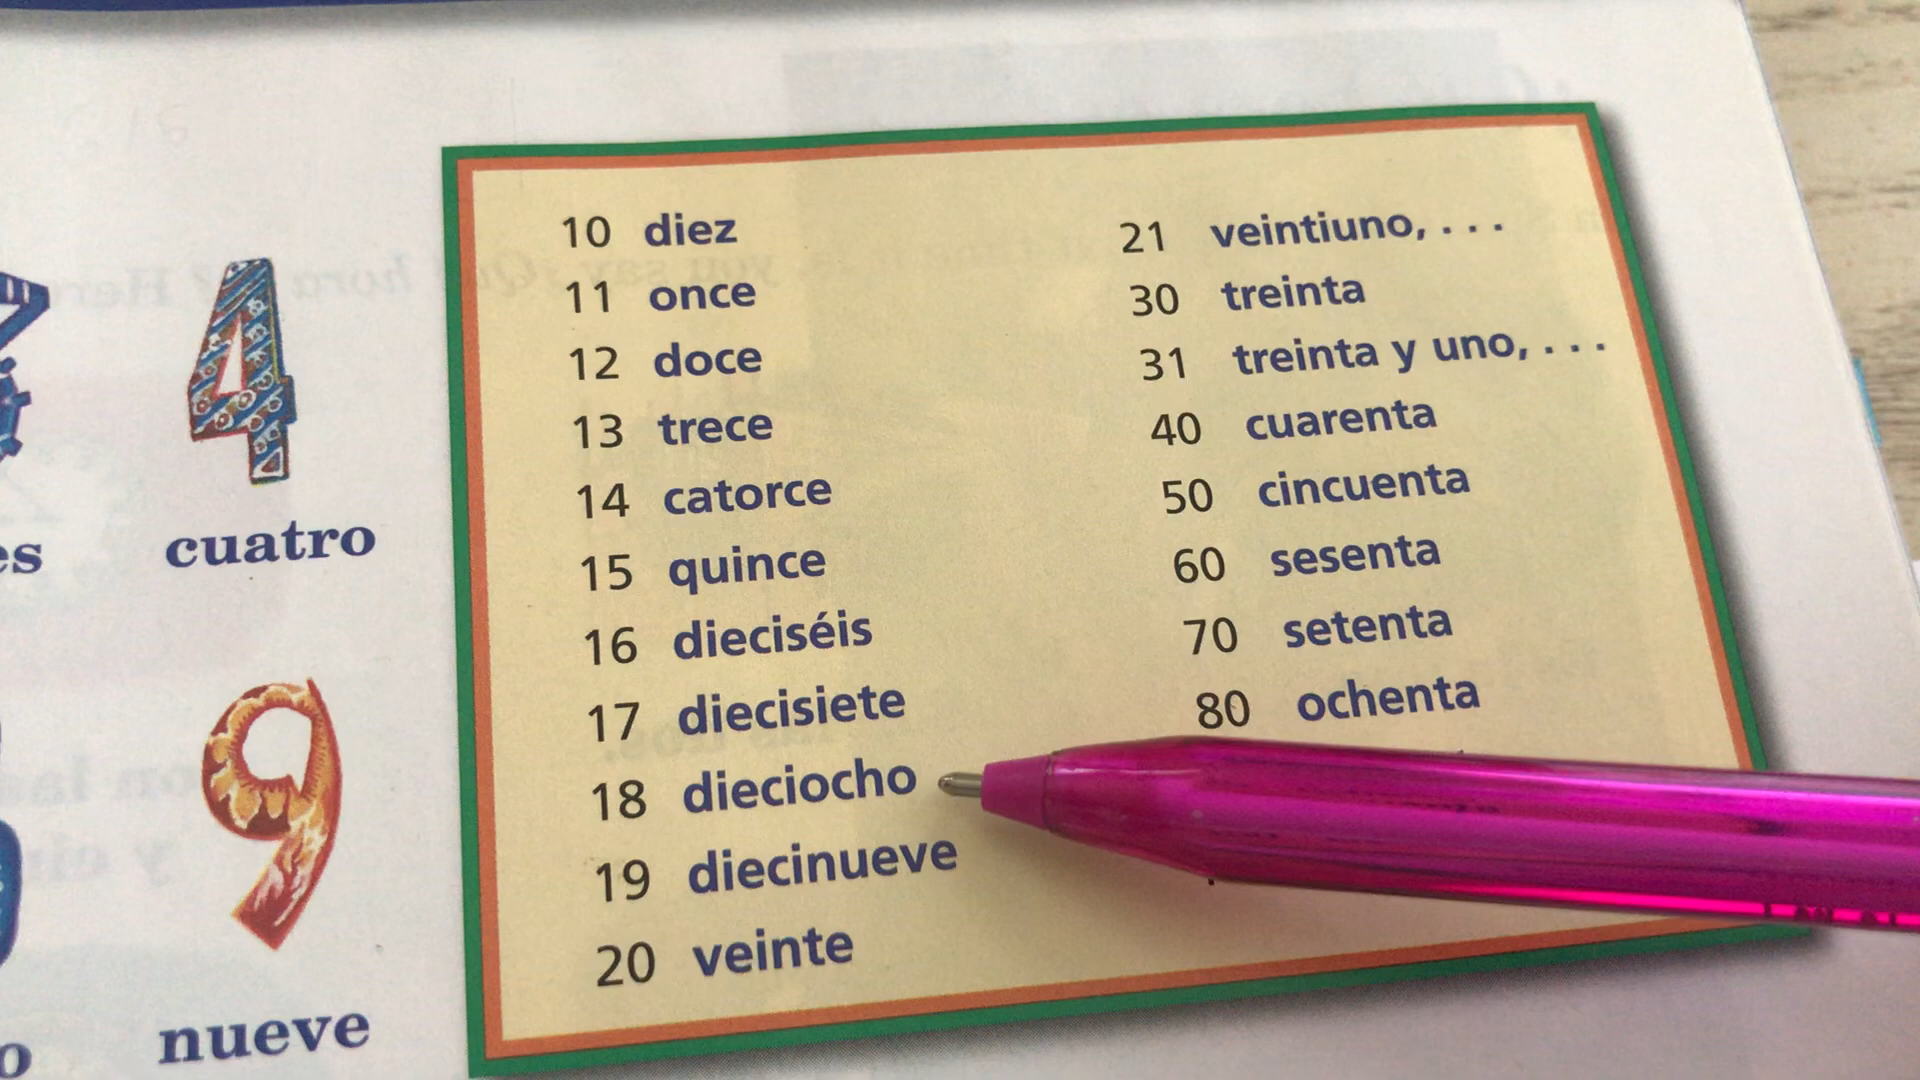 4
cuatro
9
nueve
10 diez
11 once
12 doce
13 trece
14 catorce
15 quince
16 dieciséis
17 diecisiete
18 dieciocho
19 diecinueve
20 veinte
21 veintiuno, . . .
30 treinta
31 treinta y uno, . . .
40 cuarenta
50 cincuenta
60 sesenta
70 setenta
80 ochenta